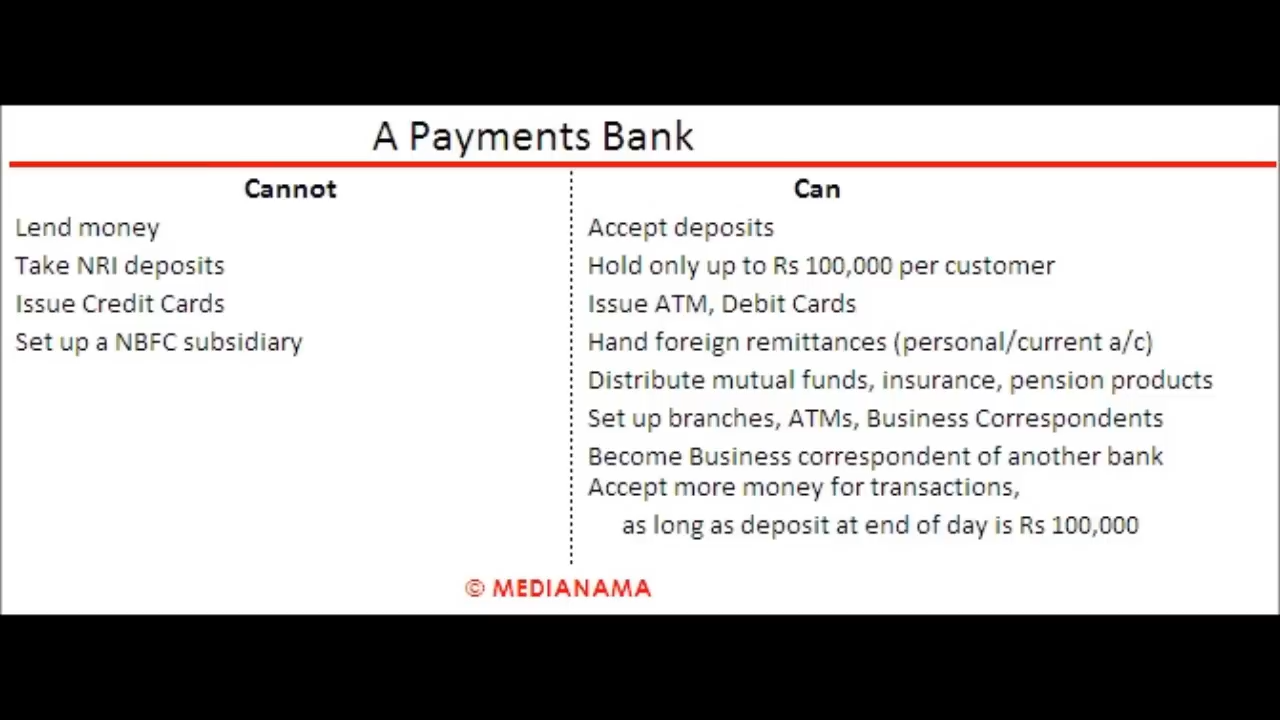 A Payments Bank
Cannot
Lend money
Take NRI deposits
Issue Credit Cards
Set up a NBFC subsidiary
Can
Accept deposits
Hold only up to Rs 100,000 per customer
Issue ATM, Debit Cards
Hand foreign remittances (personal/current a/c)
Distribute mutual funds, insurance, pension products
Set up branches, ATMs, Business Correspondents
Become Business correspondent of another bank
Accept more money for transactions,
as long as deposit at end of day is Rs 100,000
© MEDIANAMA